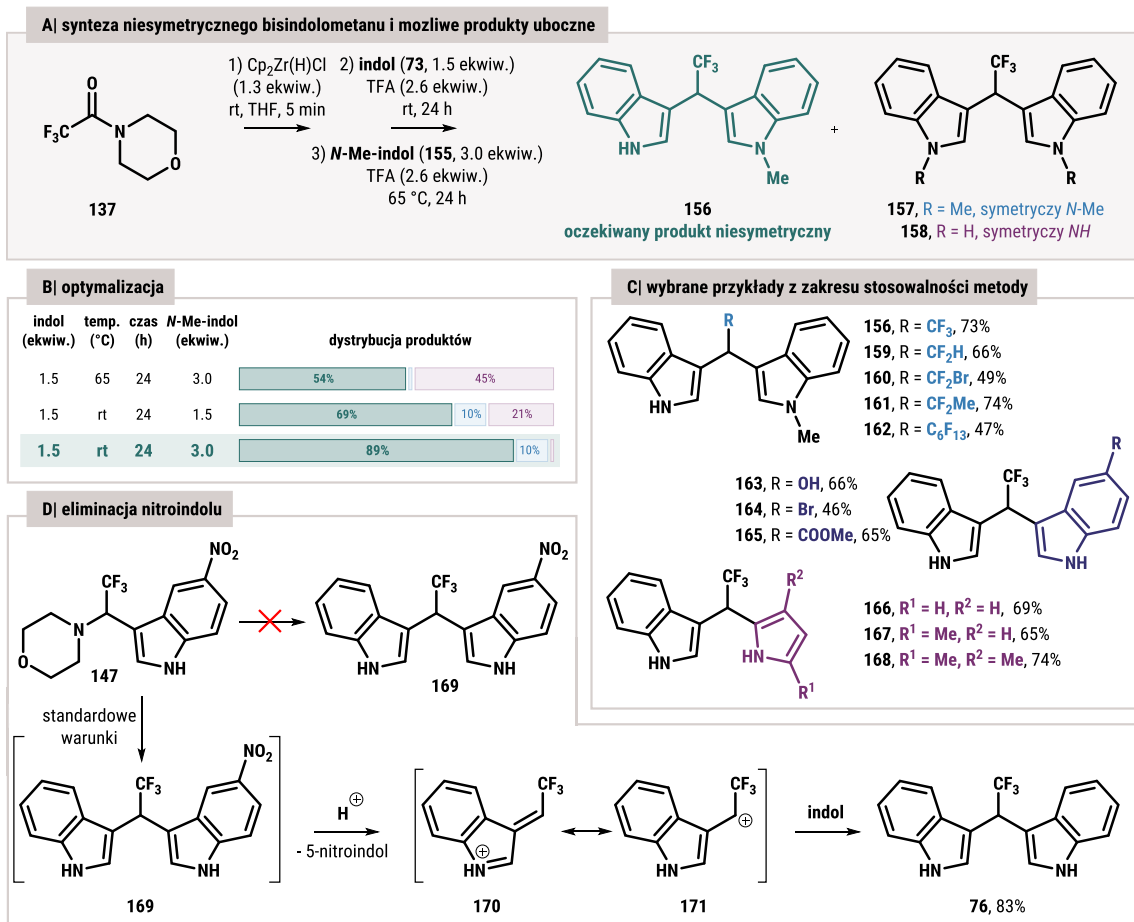 A| synteza niesymetrycznego bisindolometanu i mozliwe produkty uboczne
O
F3C
N
O
137
1) Cp2Zr(H)Cl
(1.3 ekwiw.)
rt, THF, 5 min
2) indol (73, 1.5 ekwiw.)
TFA (2.6 ekwiw.)
rt, 24 h
3) N-Me-indol (155, 3.0 ekwiw.)
TFA (2.6 ekwiw.)
65 °C, 24 h
CF3
HN
N
Me
156
oczekiwany produkt niesymetryczny
+
CF3
N
N
R
R
157, R = Me, symetryczy N-Me
158, R = H, symetryczy NH
B| optymalizacja
indol temp. czas N-Me-indol
(ekwiw.) (°C) (h) (ekwiw.) dystrybucja produktów
1.5 65 24 3.0 54% 45%
1.5 rt 24 1.5 69% 10% 21%
1.5 rt 24 3.0 89% 10%
C| wybrane przykłady z zakresu stosowalności metody
R
HN
N
Me
156, R = CF3, 73%
159, R = CF2H, 66%
160, R = CF2Br, 49%
161, R = CF2Me, 74%
162, R = C6F13, 47%
163, R = OH, 66%
164, R = Br, 46%
165, R = COOMe, 65%
R
CF3
HN
NH
CF3
R2
HN
HN
R1
166, R1 = H, R2 = H, 69%
167, R1 = Me, R2 = H, 65%
168, R1 = Me, R2 = Me, 74%
D| eliminacja nitroindolu
NO2
CF3
N
O
NH
147
NO2
CF3
HN
NH
169
standardowe
warunki
NO2
CF3
HN
NH
169
H+
- 5-nitroindol
CF3
HN
+
170
CF3
+
HN
171
indol
CF3
HN
NH
76, 83%